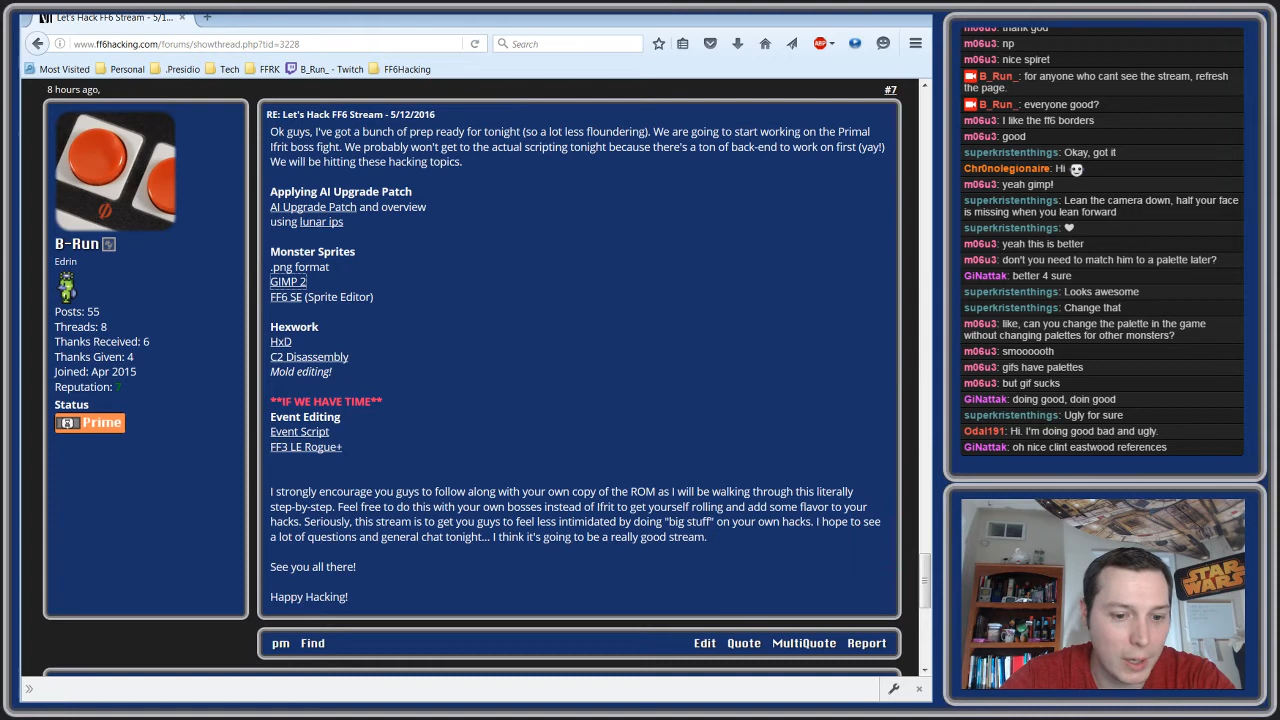 Let's Hack FF6 Stream - 5/1...
www.ff6hacking.com/forums/showthread.php?tid=3228
Search
ABP
Most Visited
Personal
.Presidio
Tech
FFRK
B_Run_ - Twitch
FF6Hacking
8 hours ago,
#7
B-Run
Edrin
Posts: 55
Threads: 8
Thanks Received: 6
Thanks Given: 4
Joined: Apr 2015
Reputation: 7
Status
Prime
RE: Let's Hack FF6 Stream - 5/12/2016
Ok guys, I've got a bunch of prep ready for tonight (so a lot less floundering). We are going to start working on the Primal
Ifrit boss fight. We probably won't get to the actual scripting tonight because there's a ton of back-end to work on first (yay!)
We will be hitting these hacking topics.
Applying AI Upgrade Patch
AI Upgrade Patch and overview
using lunar ips
Monster Sprites
.png format
GIMP 2
FF6 SE (Sprite Editor)
Hexwork
HxD
C2 Disassembly
Mold editing!
**IF WE HAVE TIME**
Event Editing
Event Script
FF3 LE Rogue+
I strongly encourage you guys to follow along with your own copy of the ROM as I will be walking through this literally
step-by-step. Feel free to do this with your own bosses instead of Ifrit to get yourself rolling and add some flavor to your
hacks. Seriously, this stream is to get you guys to feel less intimidated by doing "big stuff" on your own hacks. I hope to see
a lot of questions and general chat tonight... I think it's going to be a really good stream.
See you all there!
Happy Hacking!
pm
Find
Edit
Quote
MultiQuote
Report
m06u3: thank god
m06u3: np
m06u3: nice spiret
B_Run_: for anyone who cant see the stream, refresh
the page.
B_Run_: everyone good?
m06u3: I like the ff6 borders
m06u3: good
superkristenthings: Okay, got it
Chr0nolegionaire: Hi
m06u3: yeah gimp!
superkristenthings: Lean the camera down, half your face
is missing when you lean forward
superkristenthings:
m06u3: yeah this is better
m06u3: don't you need to match him to a palette later?
GiNattak: better 4 sure
superkristenthings: Looks awesome
superkristenthings: Change that
m06u3: like, can you change the palette in the game
without changing palettes for other monsters?
m06u3: smoooooth
m06u3: gifs have palettes
m06u3: but gif sucks
GiNattak: doing good, doin good
superkristenthings: Ugly for sure
Odal191: Hi. I'm doing good bad and ugly.
GiNattak: oh nice clint eastwood references
STAR
WARS